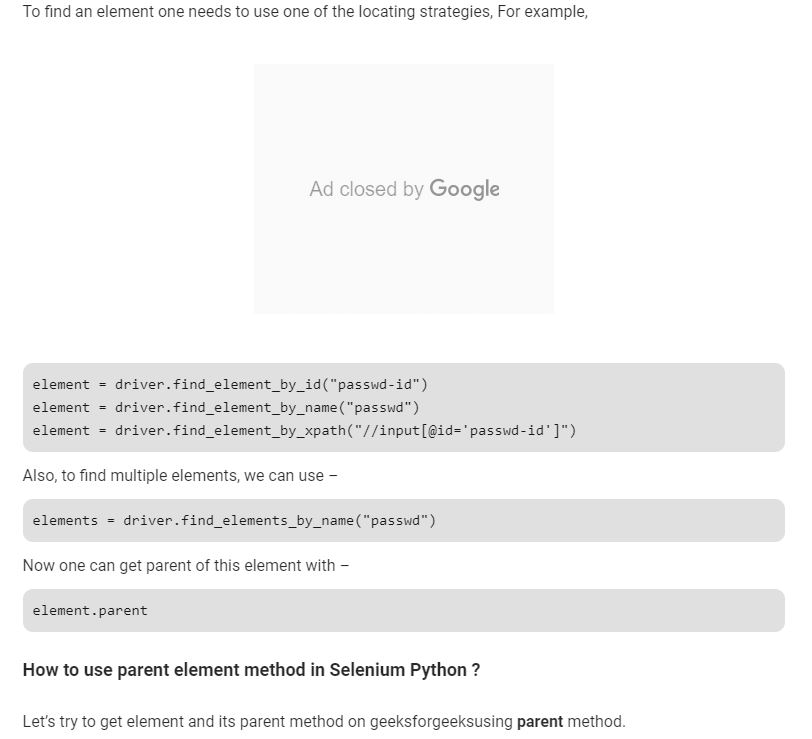 To find an element one needs to use one of the locating strategies, For example,
Ad closed by Google
element = driver.find_element_by_id("passwd-id")
element = driver.find_element_by_name("passwd")
element = driver.find_element_by_xpath("//input[@id='passwd-id']")
Also, to find multiple elements, we can use –
elements = driver.find_elements_by_name("passwd")
Now one can get parent of this element with –
element.parent
How to use parent element method in Selenium Python ?
Let's try to get element and its parent method on geeksforgeeksusing parent method.